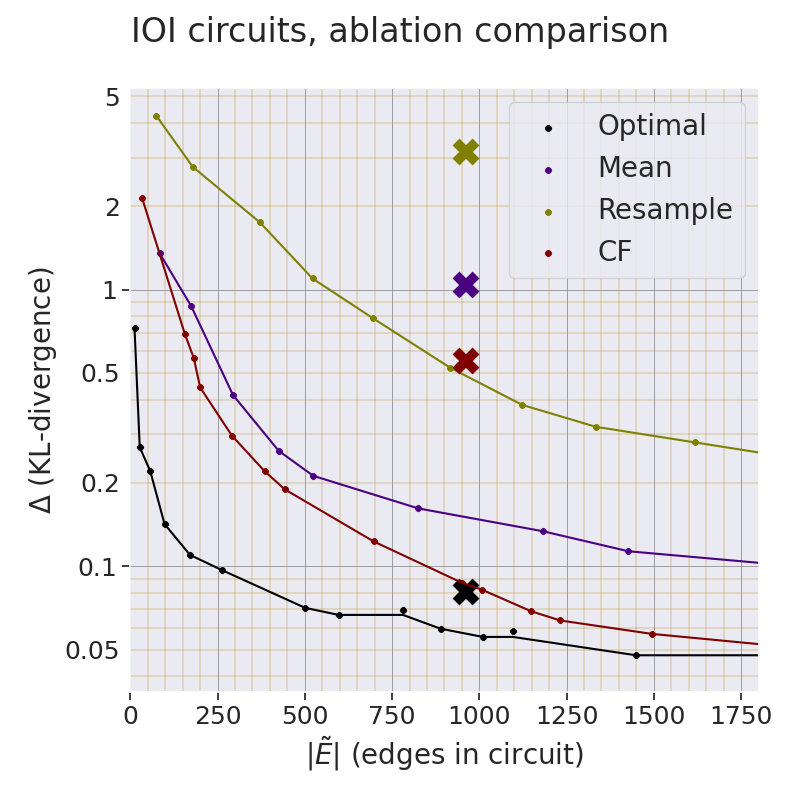 IOI circuits, ablation comparison
Optimal
Mean
Resample
CF
Δ (KL-divergence)
5
2
1
0.5
0.2
0.1
0.05
0 250 500 750 1000 1250 1500 1750
|Ẽ| (edges in circuit)